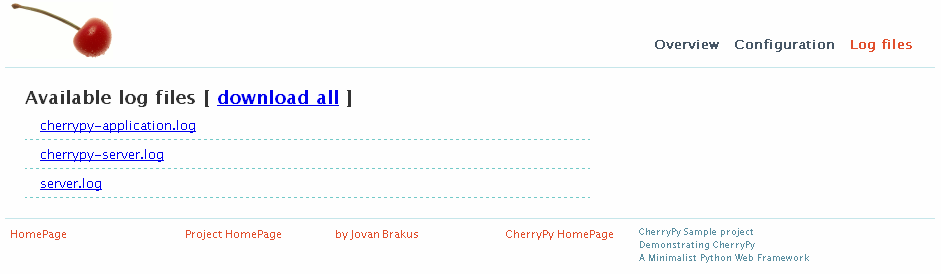 Overview Configuration Log files
Available log files [ download all ]
cherrypy-application.log
cherrypy-server.log
server.log
HomePage Project HomePage by Jovan Brakus CherryPy HomePage
CherryPy Sample project
Demonstrating CherryPy
A Minimalist Python Web Framework